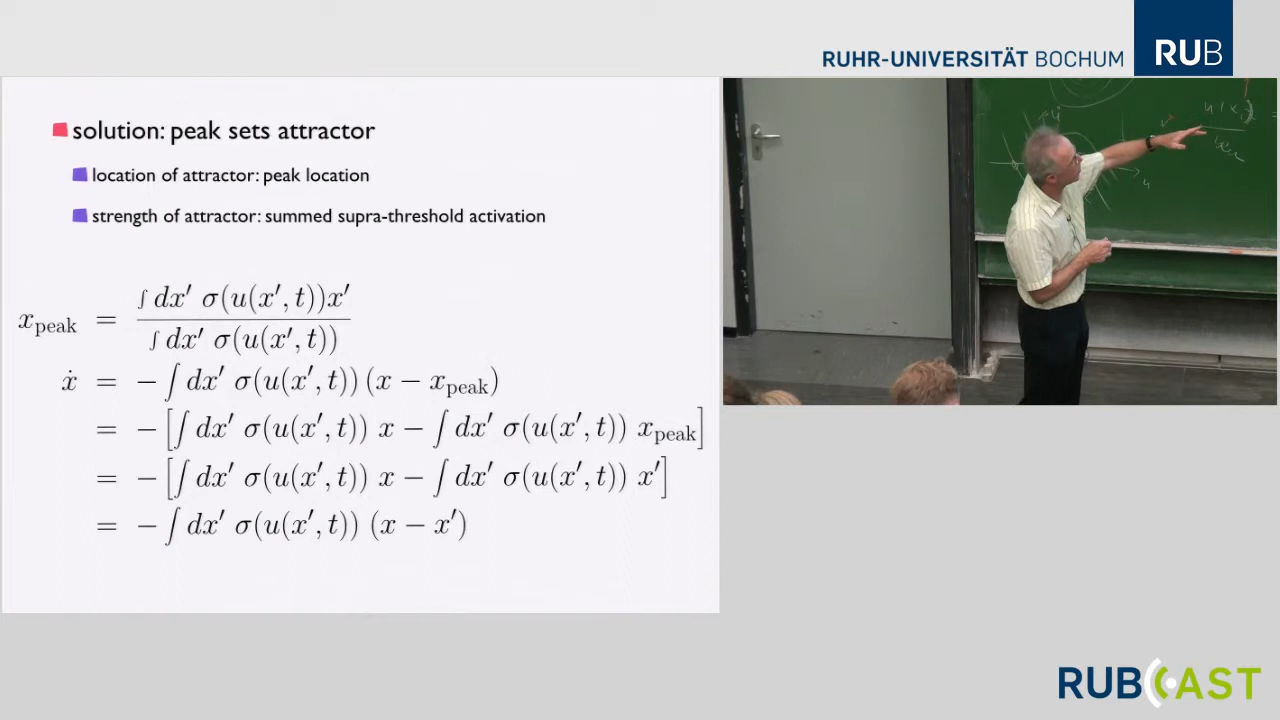 RUHR-UNIVERSITÄT BOCHUM
RUB
solution: peak sets attractor
location of attractor: peak location
strength of attractor: summed supra-threshold activation
x_peak = ∫ dx′ σ(u(x′, t))x′ / ∫ dx′ σ(u(x′, t))
ẋ = − ∫ dx′ σ(u(x′, t)) (x − x_peak)
= − [∫ dx′ σ(u(x′, t)) x − ∫ dx′ σ(u(x′, t)) x_peak]
= − [∫ dx′ σ(u(x′, t)) x − ∫ dx′ σ(u(x′, t)) x′]
= − ∫ dx′ σ(u(x′, t)) (x − x′)
RUBCAST